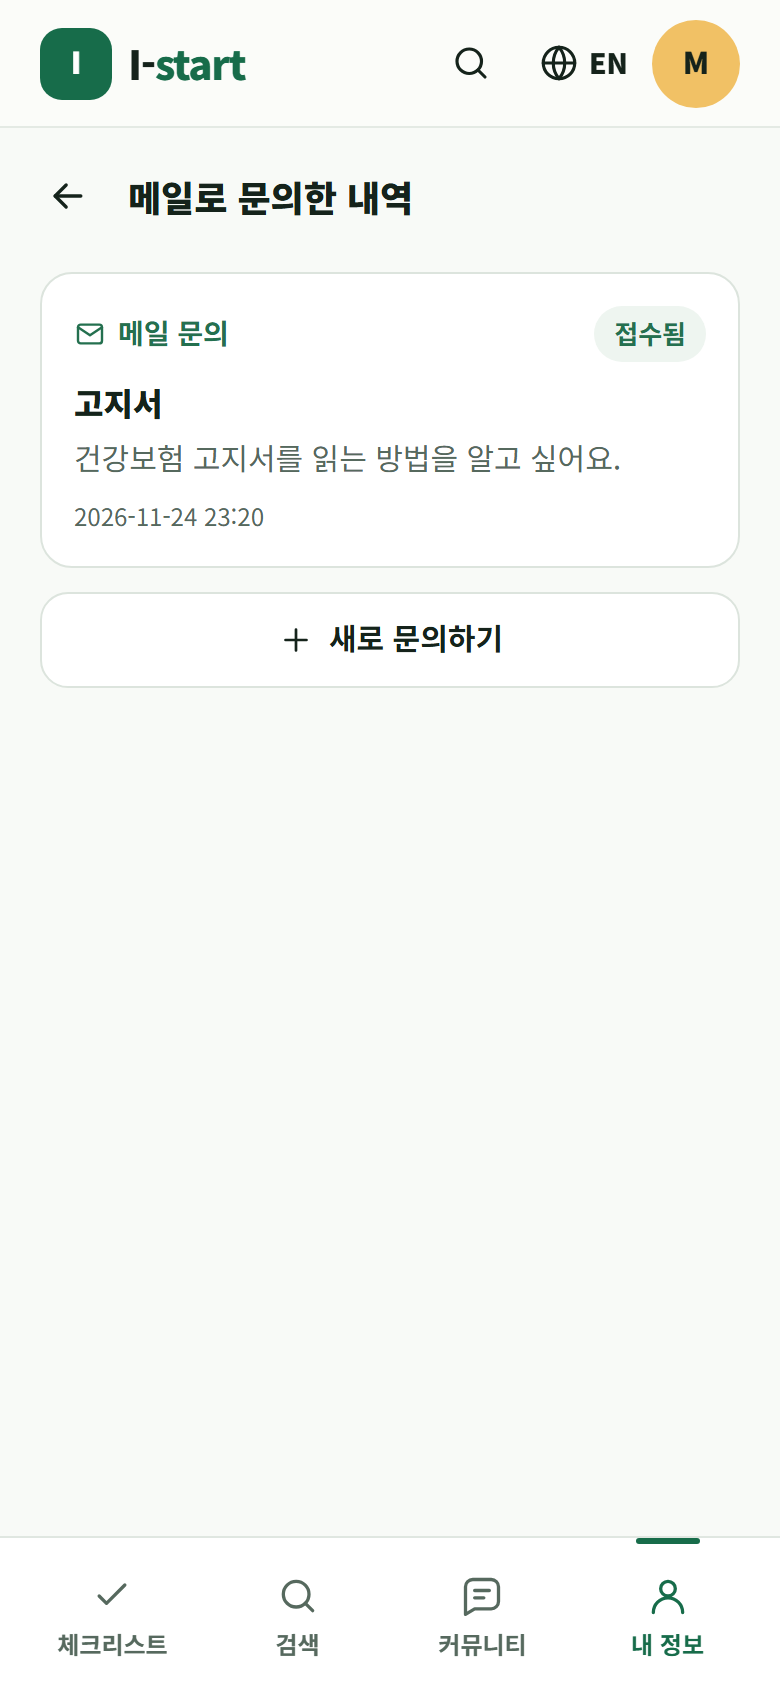 I
I-start
EN
M
메일로 문의한 내역
메일 문의
접수됨
고지서
건강보험 고지서를 읽는 방법을 알고 싶어요.
2026-11-24 23:20
새로 문의하기
체크리스트
검색
커뮤니티
내 정보